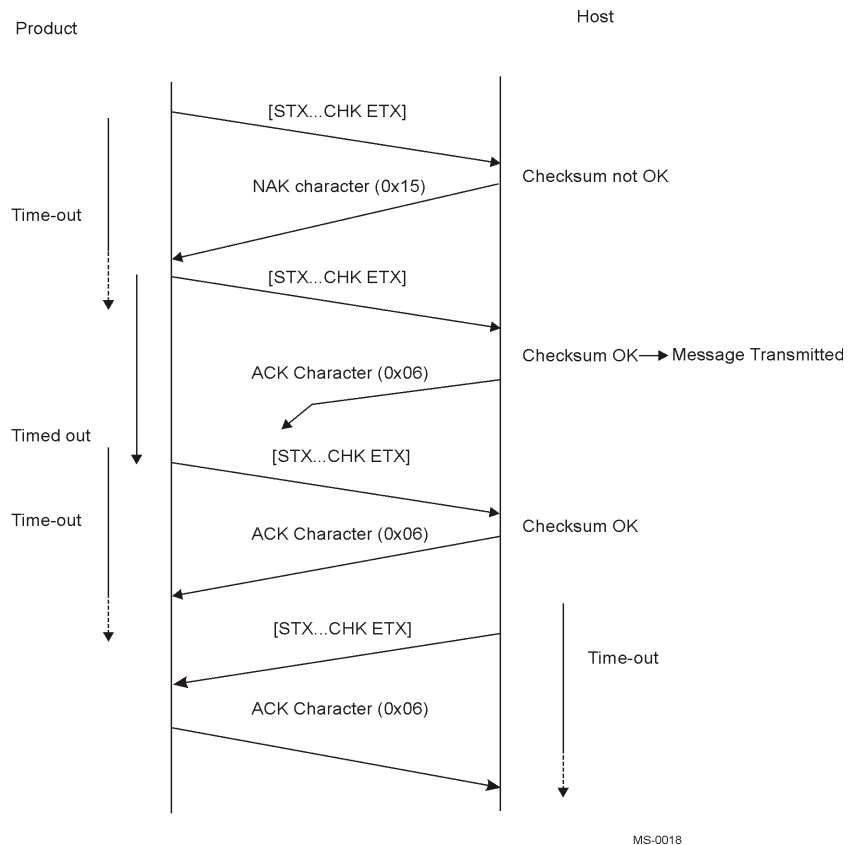 Host
Product
[STX...CHK ETX]
Checksum not OK
NAK character (0x15)
Time-out
[STX...CHK ETX]
Checksum OK Message Transmitted
ACK Character (0x06)
Timed out
[STX...CHK ETX]
Time-out
Checksum OK
ACK Character (0x06)
[STX...CHK ETX]
Time-out
ACK Character (0x06)
MS-0018